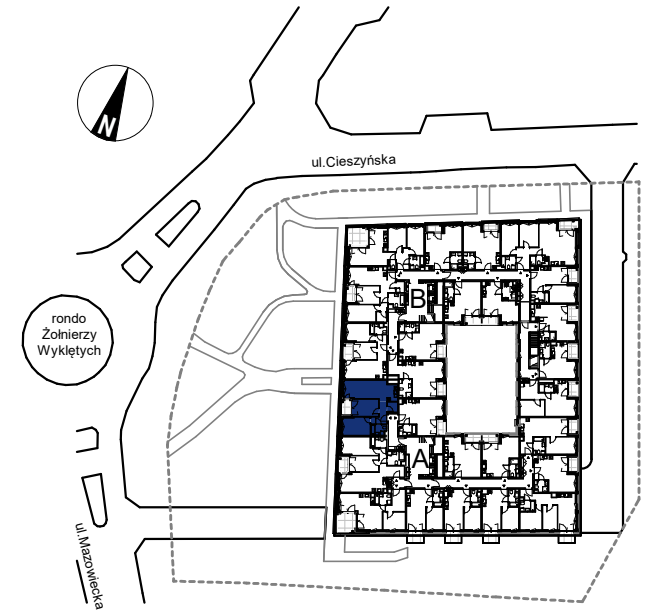 N
ul.Cieszyńska
B
rondo
Żołnierzy
Wyklętych
A
ul.Mazowiecka